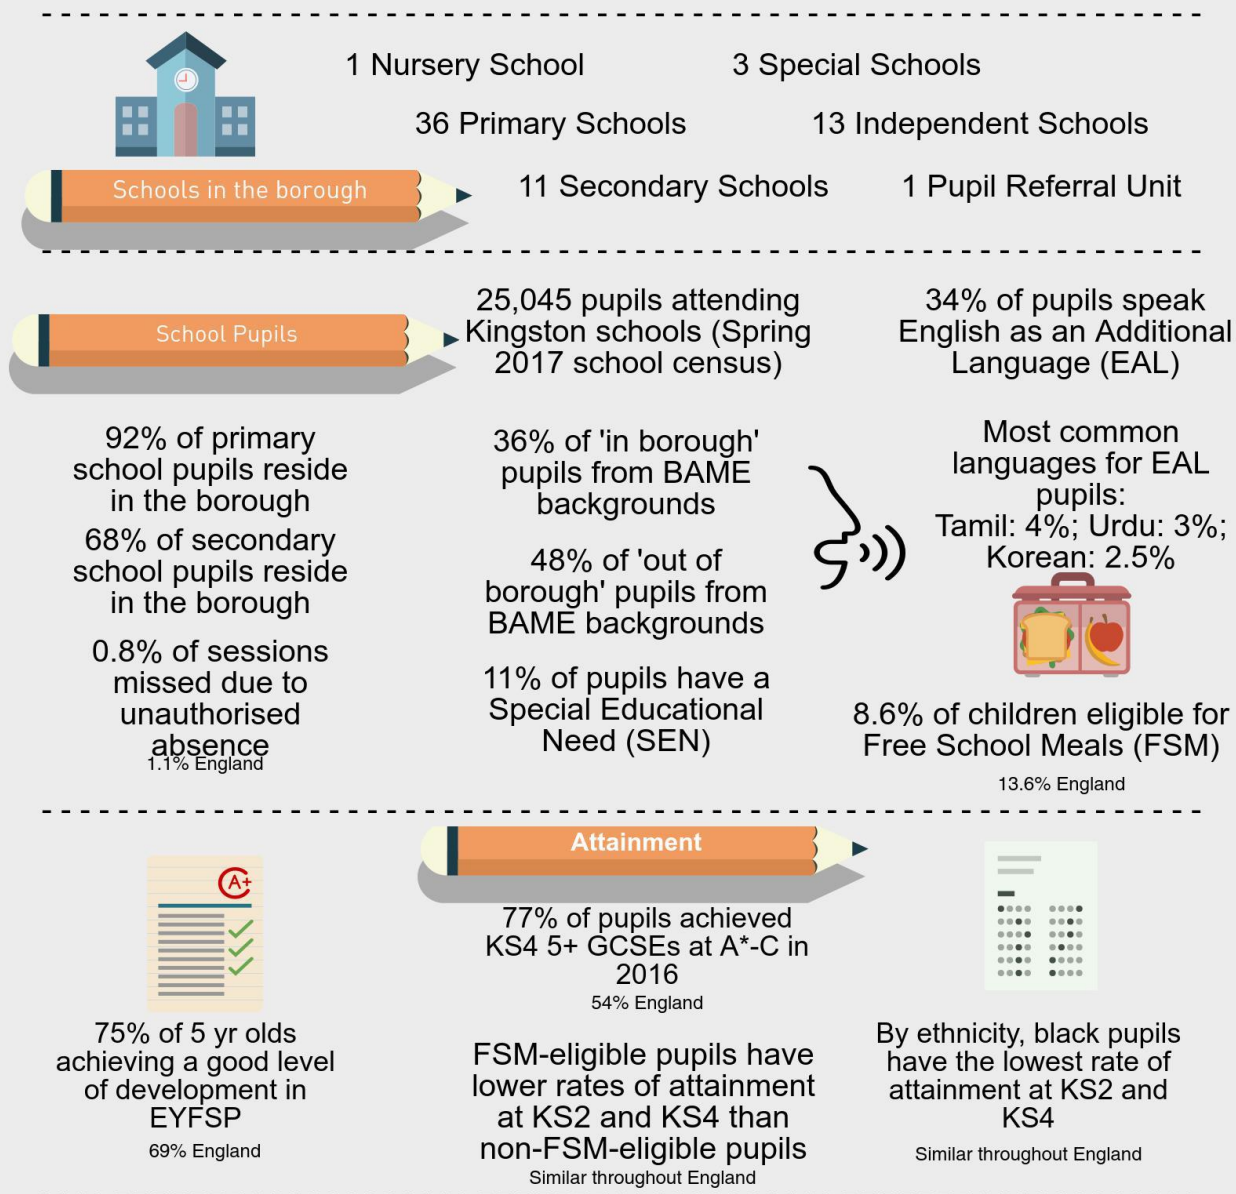 1 Nursery School
3 Special Schools
36 Primary Schools
13 Independent Schools
Schools in the borough
11 Secondary Schools
1 Pupil Referral Unit
School Pupils
25,045 pupils attending
Kingston schools (Spring
2017 school census)
34% of pupils speak
English as an Additional
Language (EAL)
92% of primary
school pupils reside
in the borough
68% of secondary
school pupils reside
in the borough
0.8% of sessions
missed due to
unauthorised
absence
1.1% England
36% of 'in borough'
pupils from BAME
backgrounds
48% of 'out of
borough' pupils from
BAME backgrounds
11% of pupils have a
Special Educational
Need (SEN)
Most common
languages for EAL
pupils:
Tamil: 4%; Urdu: 3%;
Korean: 2.5%
8.6% of children eligible for
Free School Meals (FSM)
13.6% England
Attainment
A+
75% of 5 yr olds
achieving a good level
of development in
EYFSP
69% England
77% of pupils achieved
KS4 5+ GCSEs at A*-C in
2016
54% England
FSM-eligible pupils have
lower rates of attainment
at KS2 and KS4 than
non-FSM-eligible pupils
Similar throughout England
By ethnicity, black pupils
have the lowest rate of
attainment at KS2 and
KS4
Similar throughout England